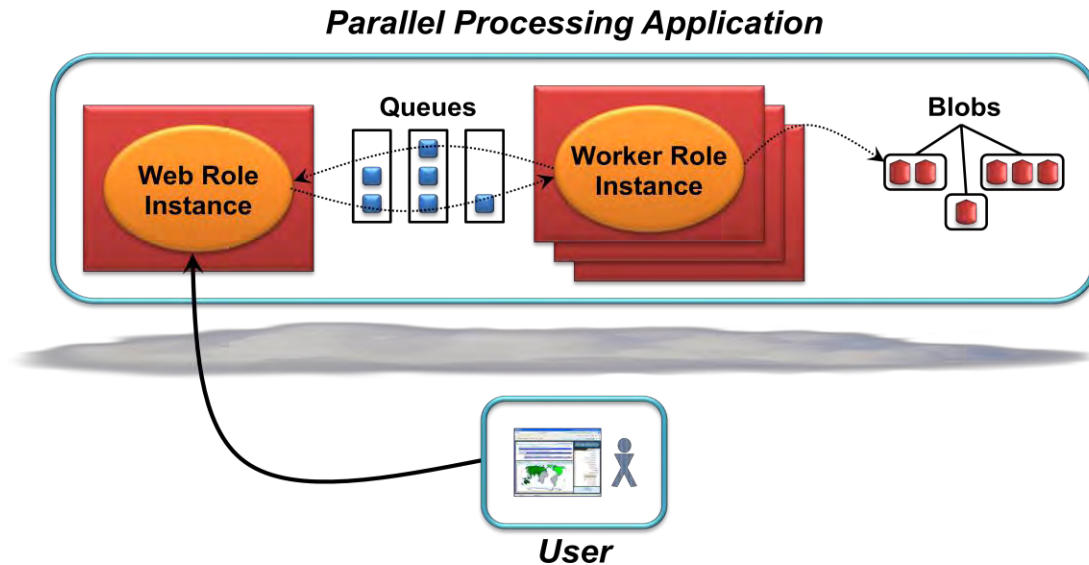 Parallel Processing Application
Queues
Blobs
Web Role
Instance
Worker Role
Instance
User